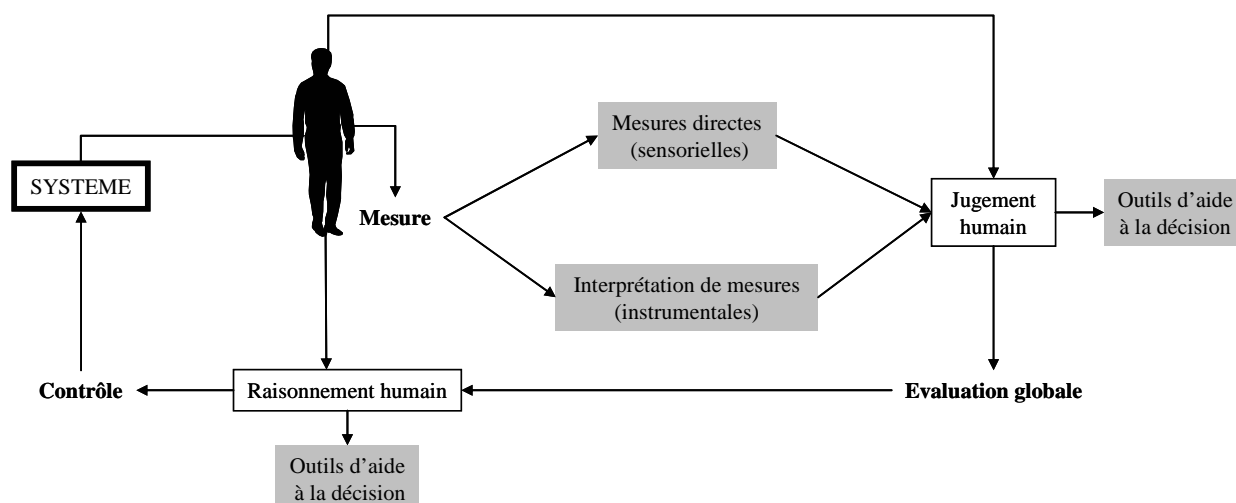 Mesures directes
(sensorielles)
SYSTEME
Mesure
Jugement
humain
Outils d’aide
à la décision
Interprétation de mesures
(instrumentales)
Contrôle
Raisonnement humain
Evaluation globale
Outils d’aide
à la décision